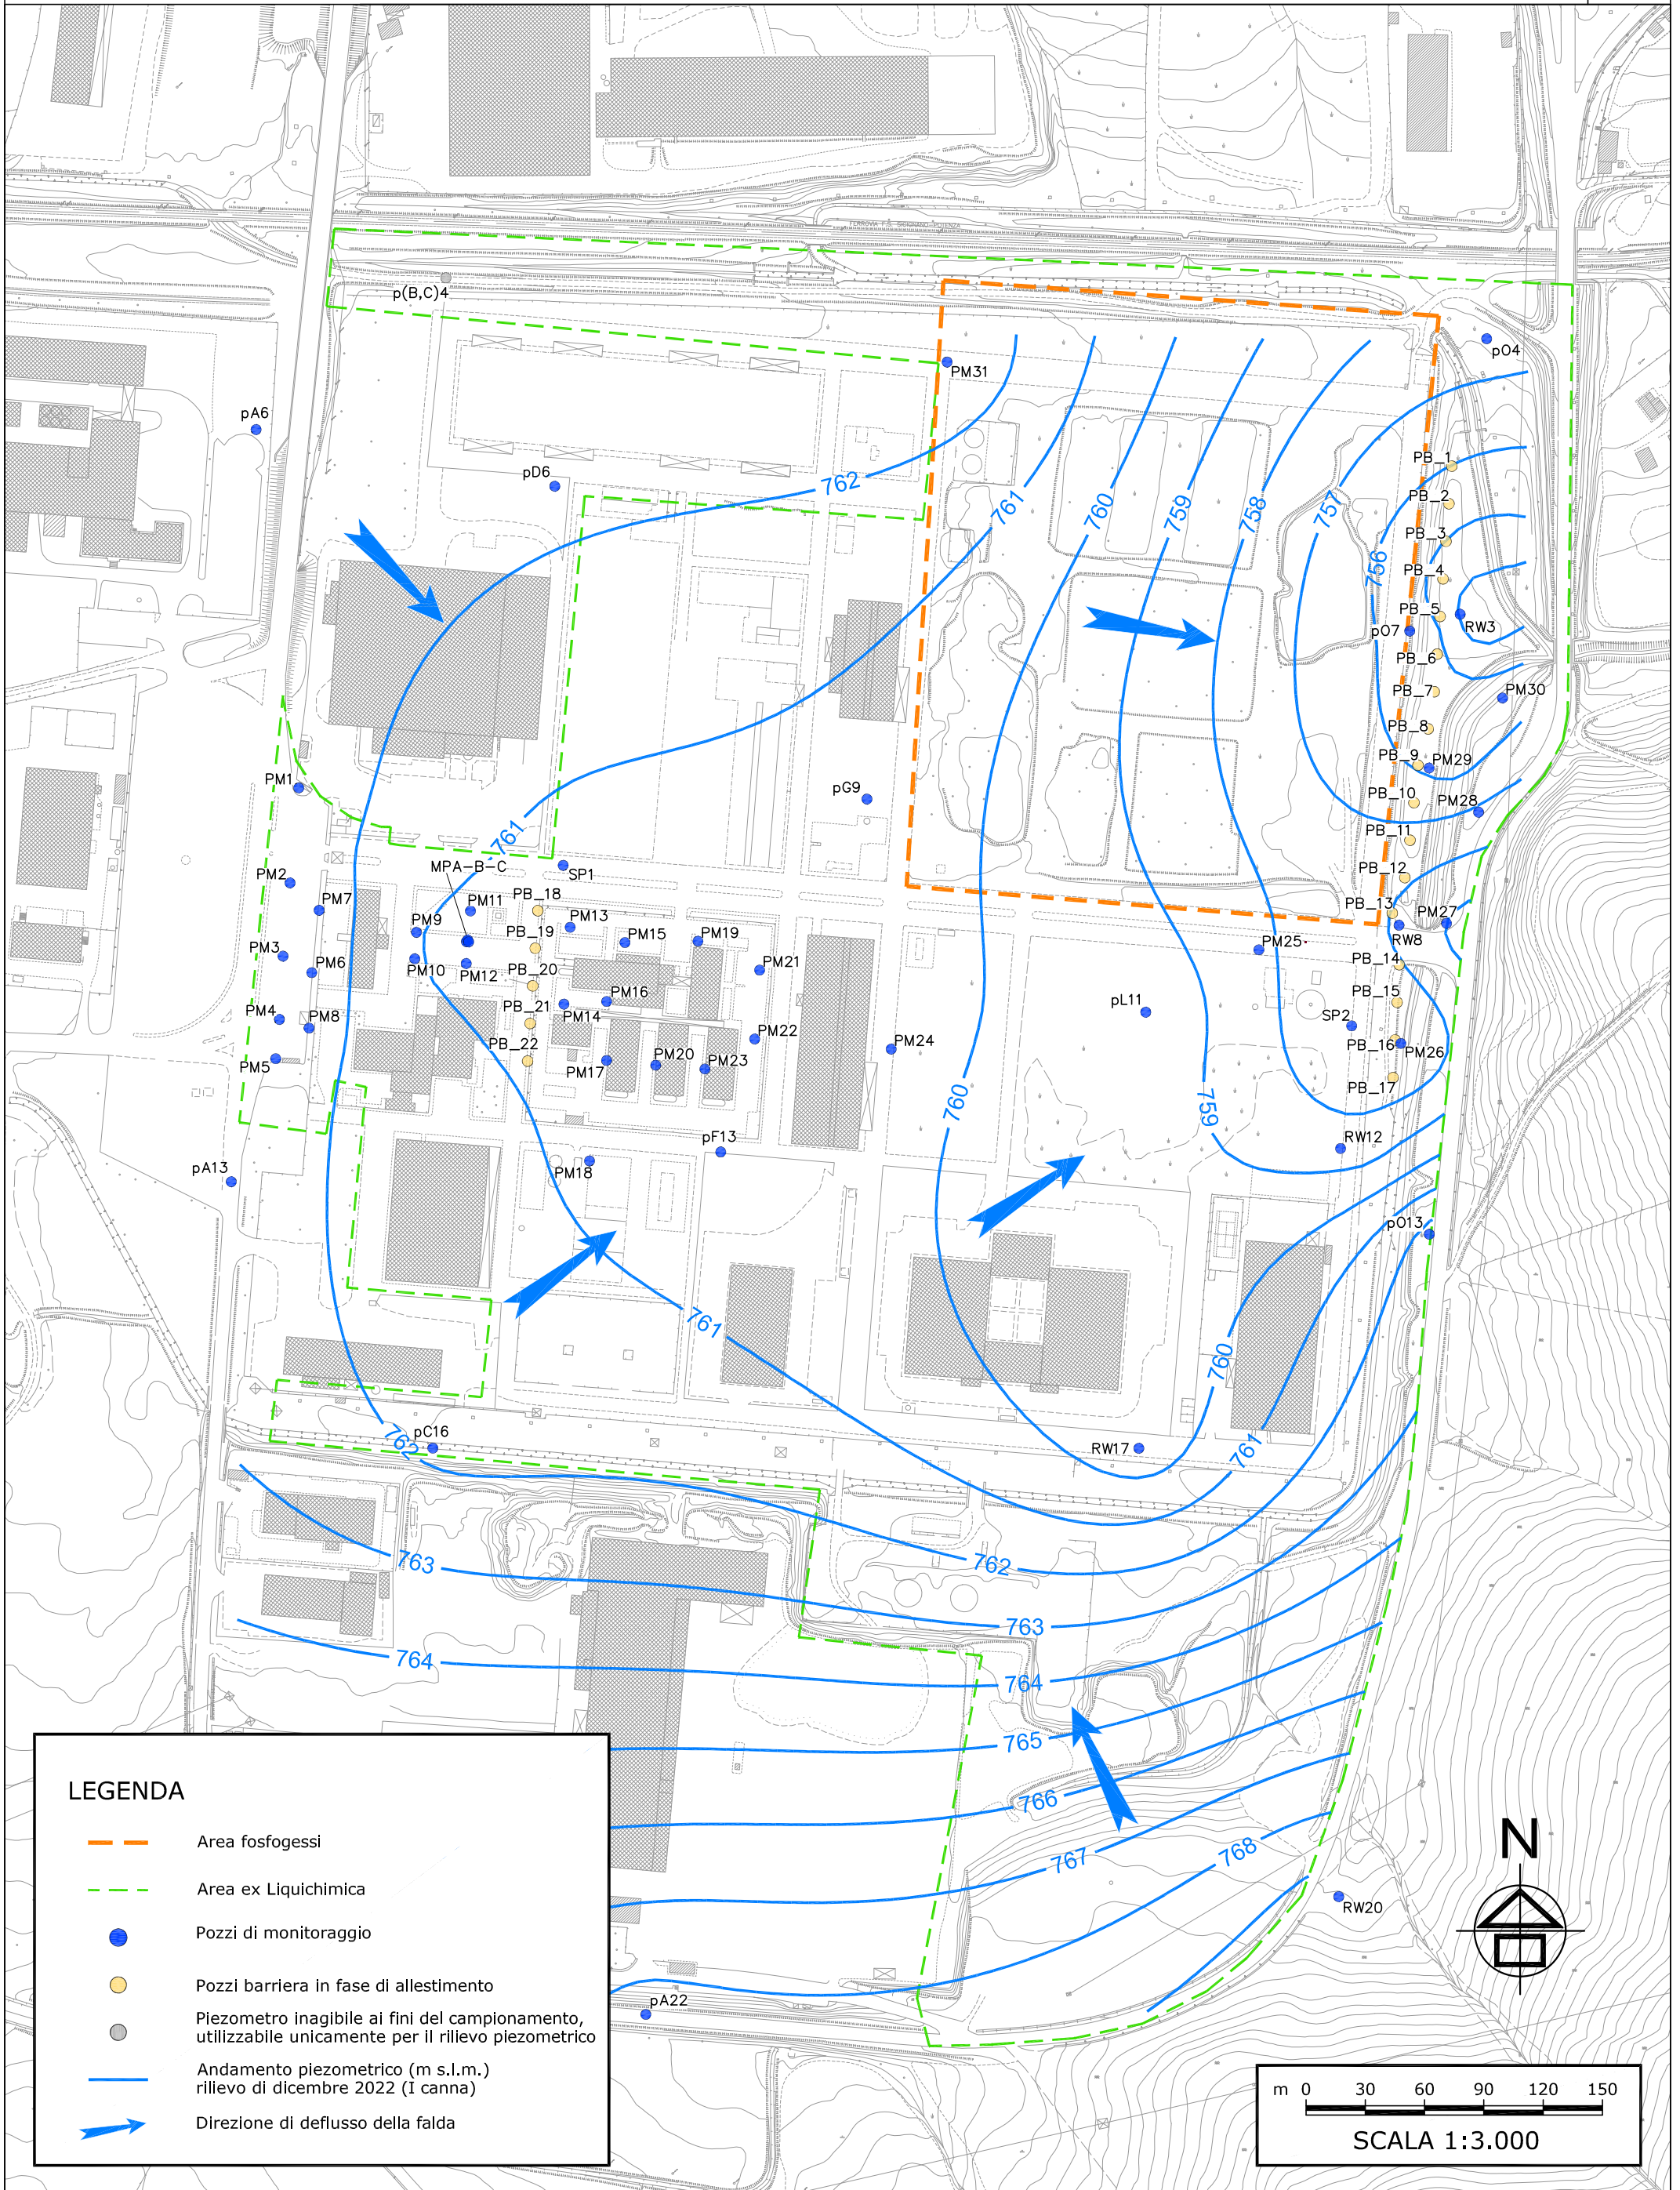 FERROVIA F. SOLIGNANO-POTENZA
p(B,C)4
pO4
PM31
pA6
pD6
762
761
760
759
758
757
756
PB_1
PB_2
PB_3
PB_4
PB_5
RW3
pO7
PB_6
PB_7
PM30
PB_8
PB_9
PM29
PM1
pG9
PB_10
PM28
PB_11
761
MPA-B-C
SP1
PB_12
PM2
PM7
PM11
PB_18
PM9
PM13
PB_13
PM27
RW8
PB_19
PM15
PM19
PM25
PM3
PM6
PM10
PM12
PB_20
PM21
PB_14
PM4
PM8
PB_21
PM16
PM14
pL11
PB_15
SP2
PM5
PB_22
PM22
PM24
PB_16
PM26
PM17
PM20
PM23
PB_17
760
759
pF13
RW12
PM18
pA13
pO13
761
760
762
pC16
RW17
761
763
762
763
764
764
765
766
767
768
RW20
pA22
LEGENDA
Area fosfogessi
Area ex Liquichimica
Pozzi di monitoraggio
Pozzi barriera in fase di allestimento
Piezometro inagibile ai fini del campionamento,
utilizzabile unicamente per il rilievo piezometrico
Andamento piezometrico (m s.l.m.)
rilievo di dicembre 2022 (I canna)
Direzione di deflusso della falda
N
m 0 30 60 90 120 150
SCALA 1:3.000